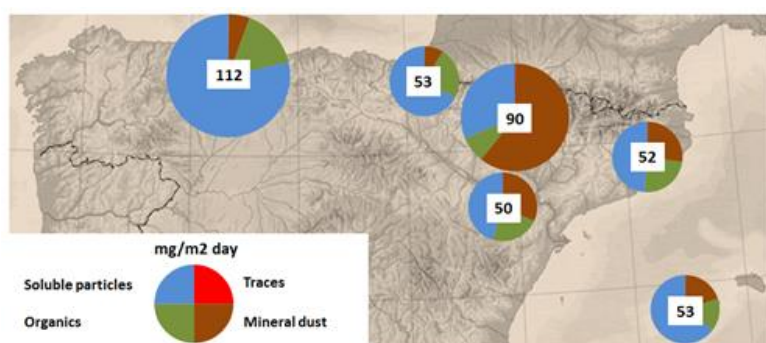 112
53
90
52
50
53
mg/m2 day
Soluble particles
Traces
Organics
Mineral dust